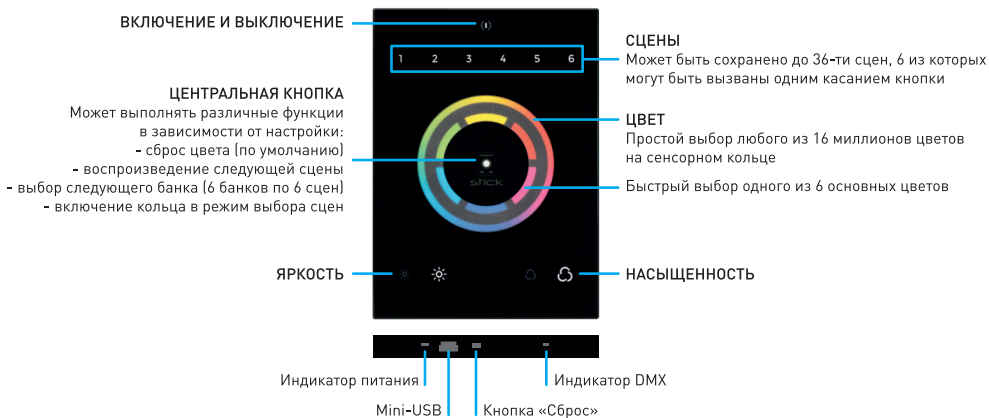 ВКЛЮЧЕНИЕ И ВЫКЛЮЧЕНИЕ
1 2 3 4 5 6
СЦЕНЫ
Может быть сохранено до 36-ти сцен, 6 из которых
могут быть вызваны одним касанием кнопки
ЦЕНТРАЛЬНАЯ КНОПКА
Может выполнять различные функции
в зависимости от настройки:
- сброс цвета (по умолчанию)
- воспроизведение следующей сцены
- выбор следующего банка (6 банков по 6 сцен)
- включение кольца в режим выбора сцен
ЦВЕТ
Простой выбор любого из 16 миллионов цветов
на сенсорном кольце
Быстрый выбор одного из 6 основных цветов
stick
ЯРКОСТЬ
НАСЫЩЕННОСТЬ
Индикатор питания
Индикатор DMX
Mini-USB
Кнопка «Сброс»